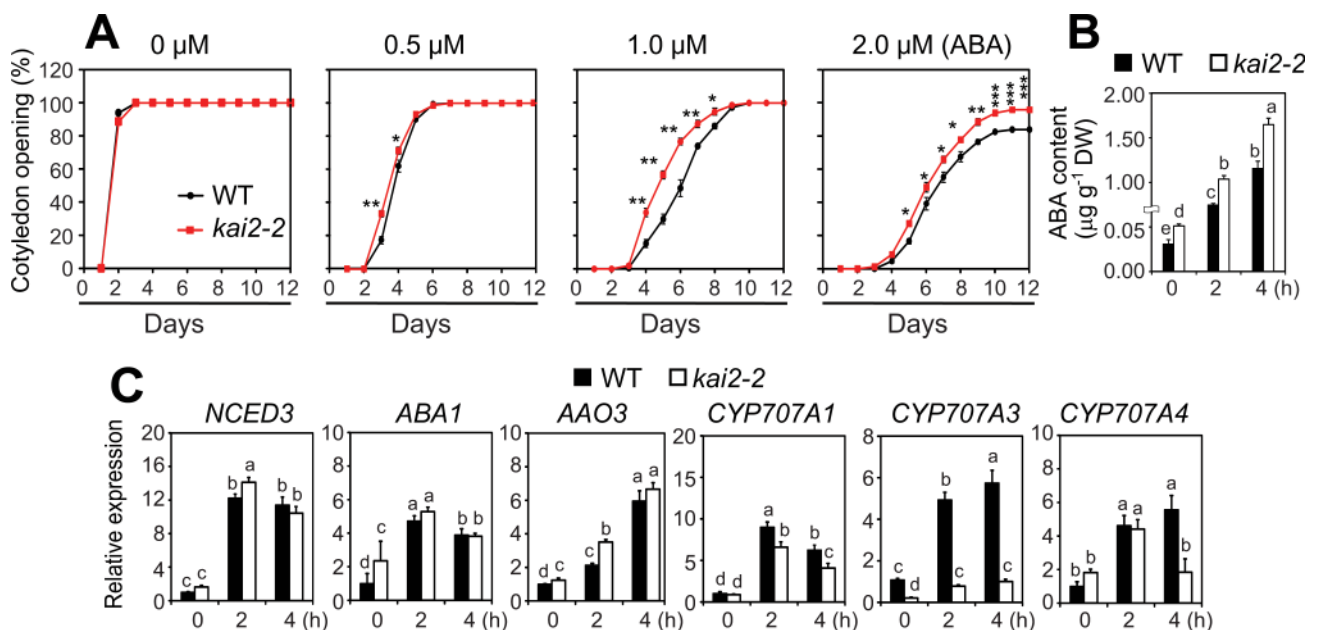 A
0 µM
0.5 µM
1.0 µM
2.0 µM (ABA)
Cotyledon opening (%)
120
100
80
60
40
20
0
WT
kai2-2
** *
** ** ** ** *
* * * * ** *** *** ***
0 2 4 6 8 10 12
0 2 4 6 8 10 12
0 2 4 6 8 10 12
0 2 4 6 8 10 12
Days
Days
Days
Days
B
WT kai2-2
ABA content
(µg g-1 DW)
2.00
1.50
1.00
0.05
0.00
e d c b b a
0 2 4 (h)
C
WT kai2-2
Relative expression
NCED3
20
16
12
8
4
0
c c b a b b
0 2 4 (h)
ABA1
10
8
6
4
2
0
d c a a b b
0 2 4 (h)
AAO3
10
8
6
4
2
0
d c c b a a
0 2 4 (h)
CYP707A1
20
15
10
5
0
d d a b b c
0 2 4 (h)
CYP707A3
8
6
4
2
0
c d b c a c
0 2 4 (h)
CYP707A4
10
8
6
4
2
0
b b a a a b
0 2 4 (h)